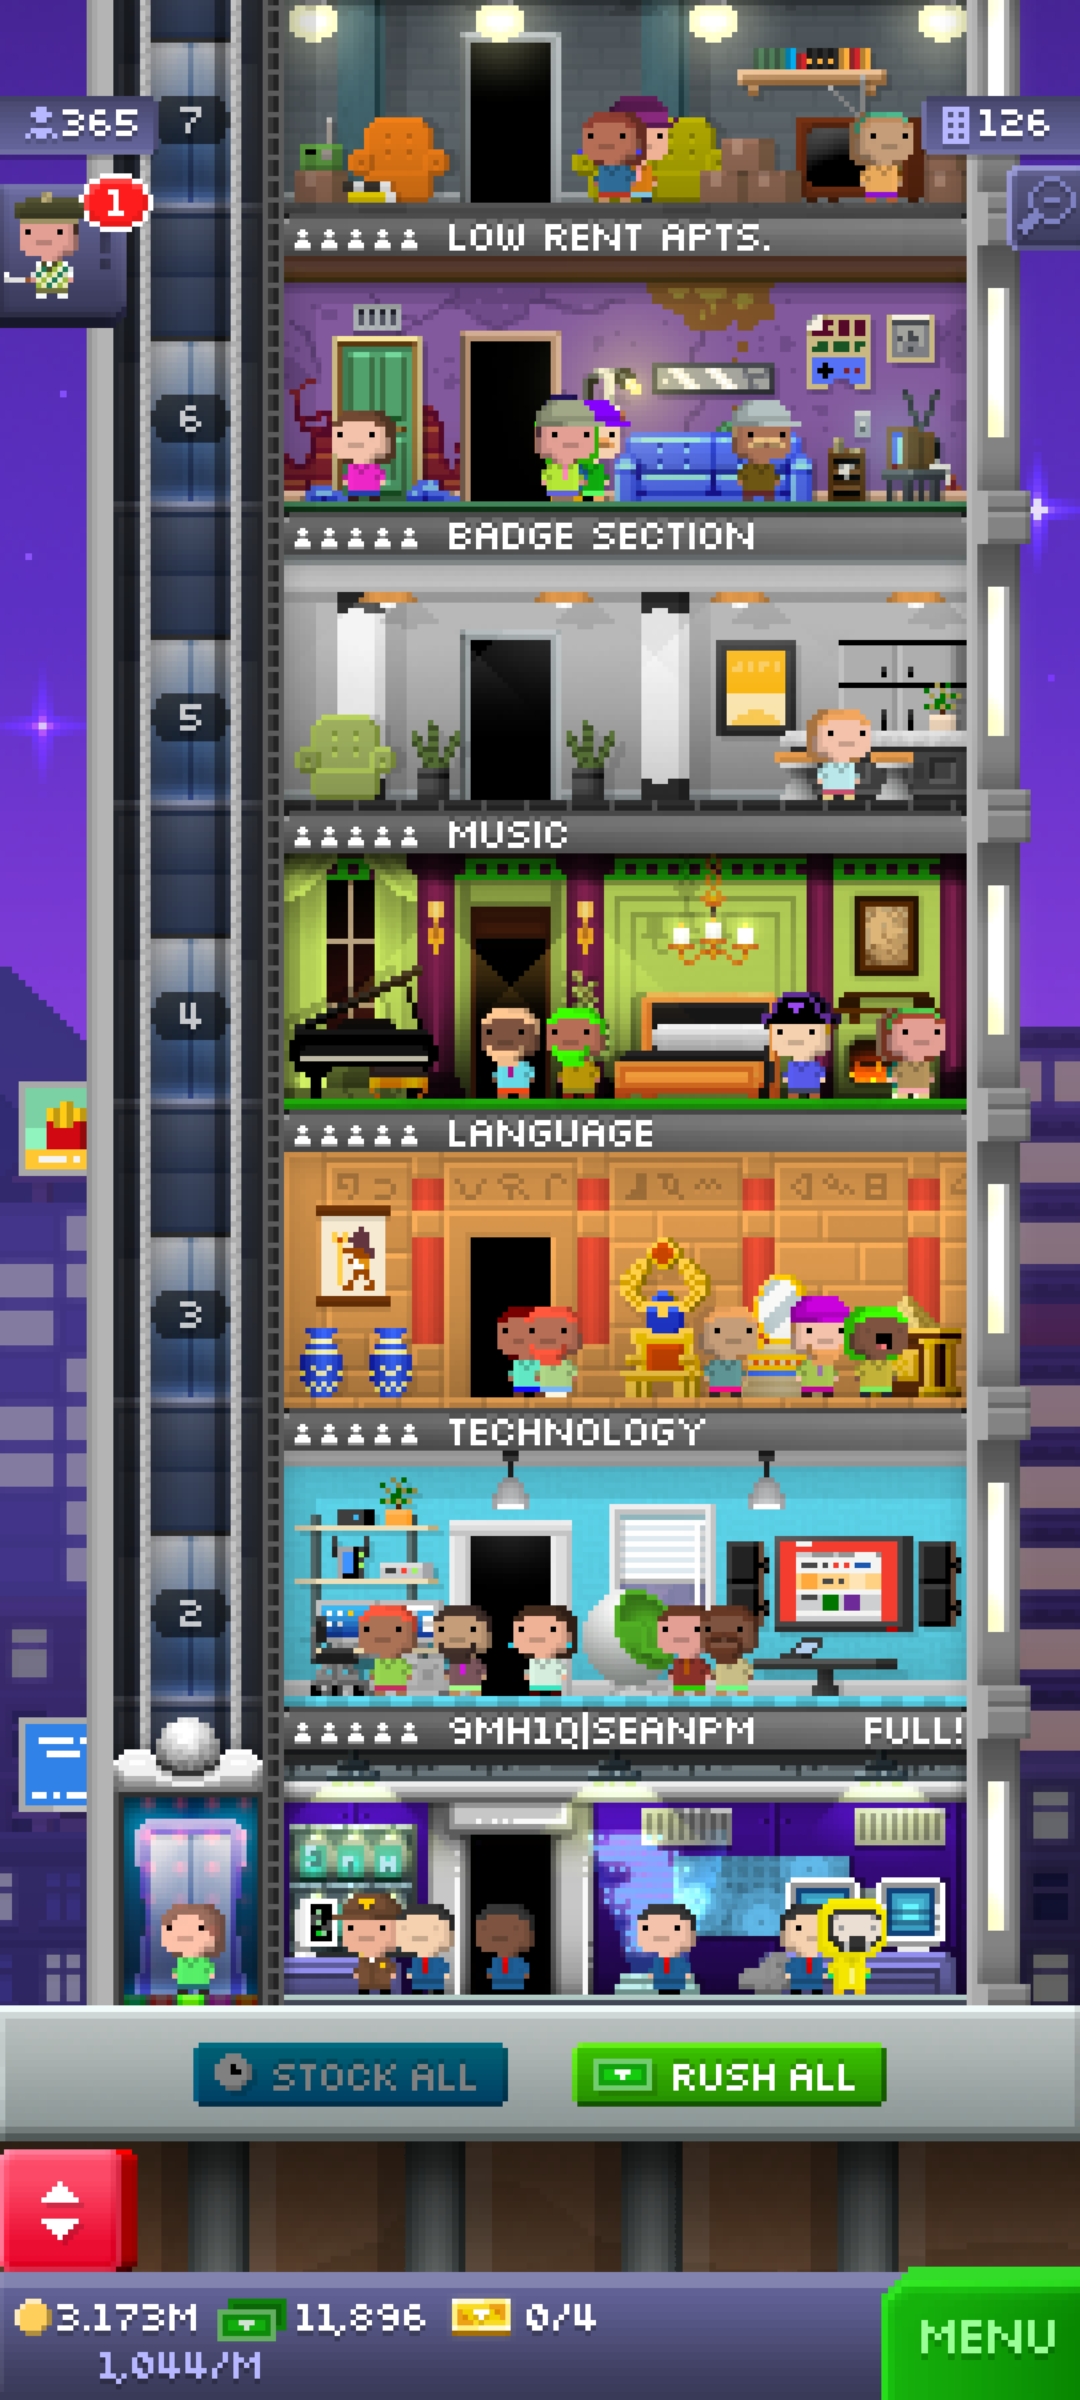 7
365
126
1
LOW RENT APTS.
6
BADGE SECTION
5
MUSIC
4
LANGUAGE
3
TECHNOLOGY
2
9MH1Q|SEANPM FULL!
STOCK ALL
RUSH ALL
3.173M 11,896 0/4
1,044/M
MENU